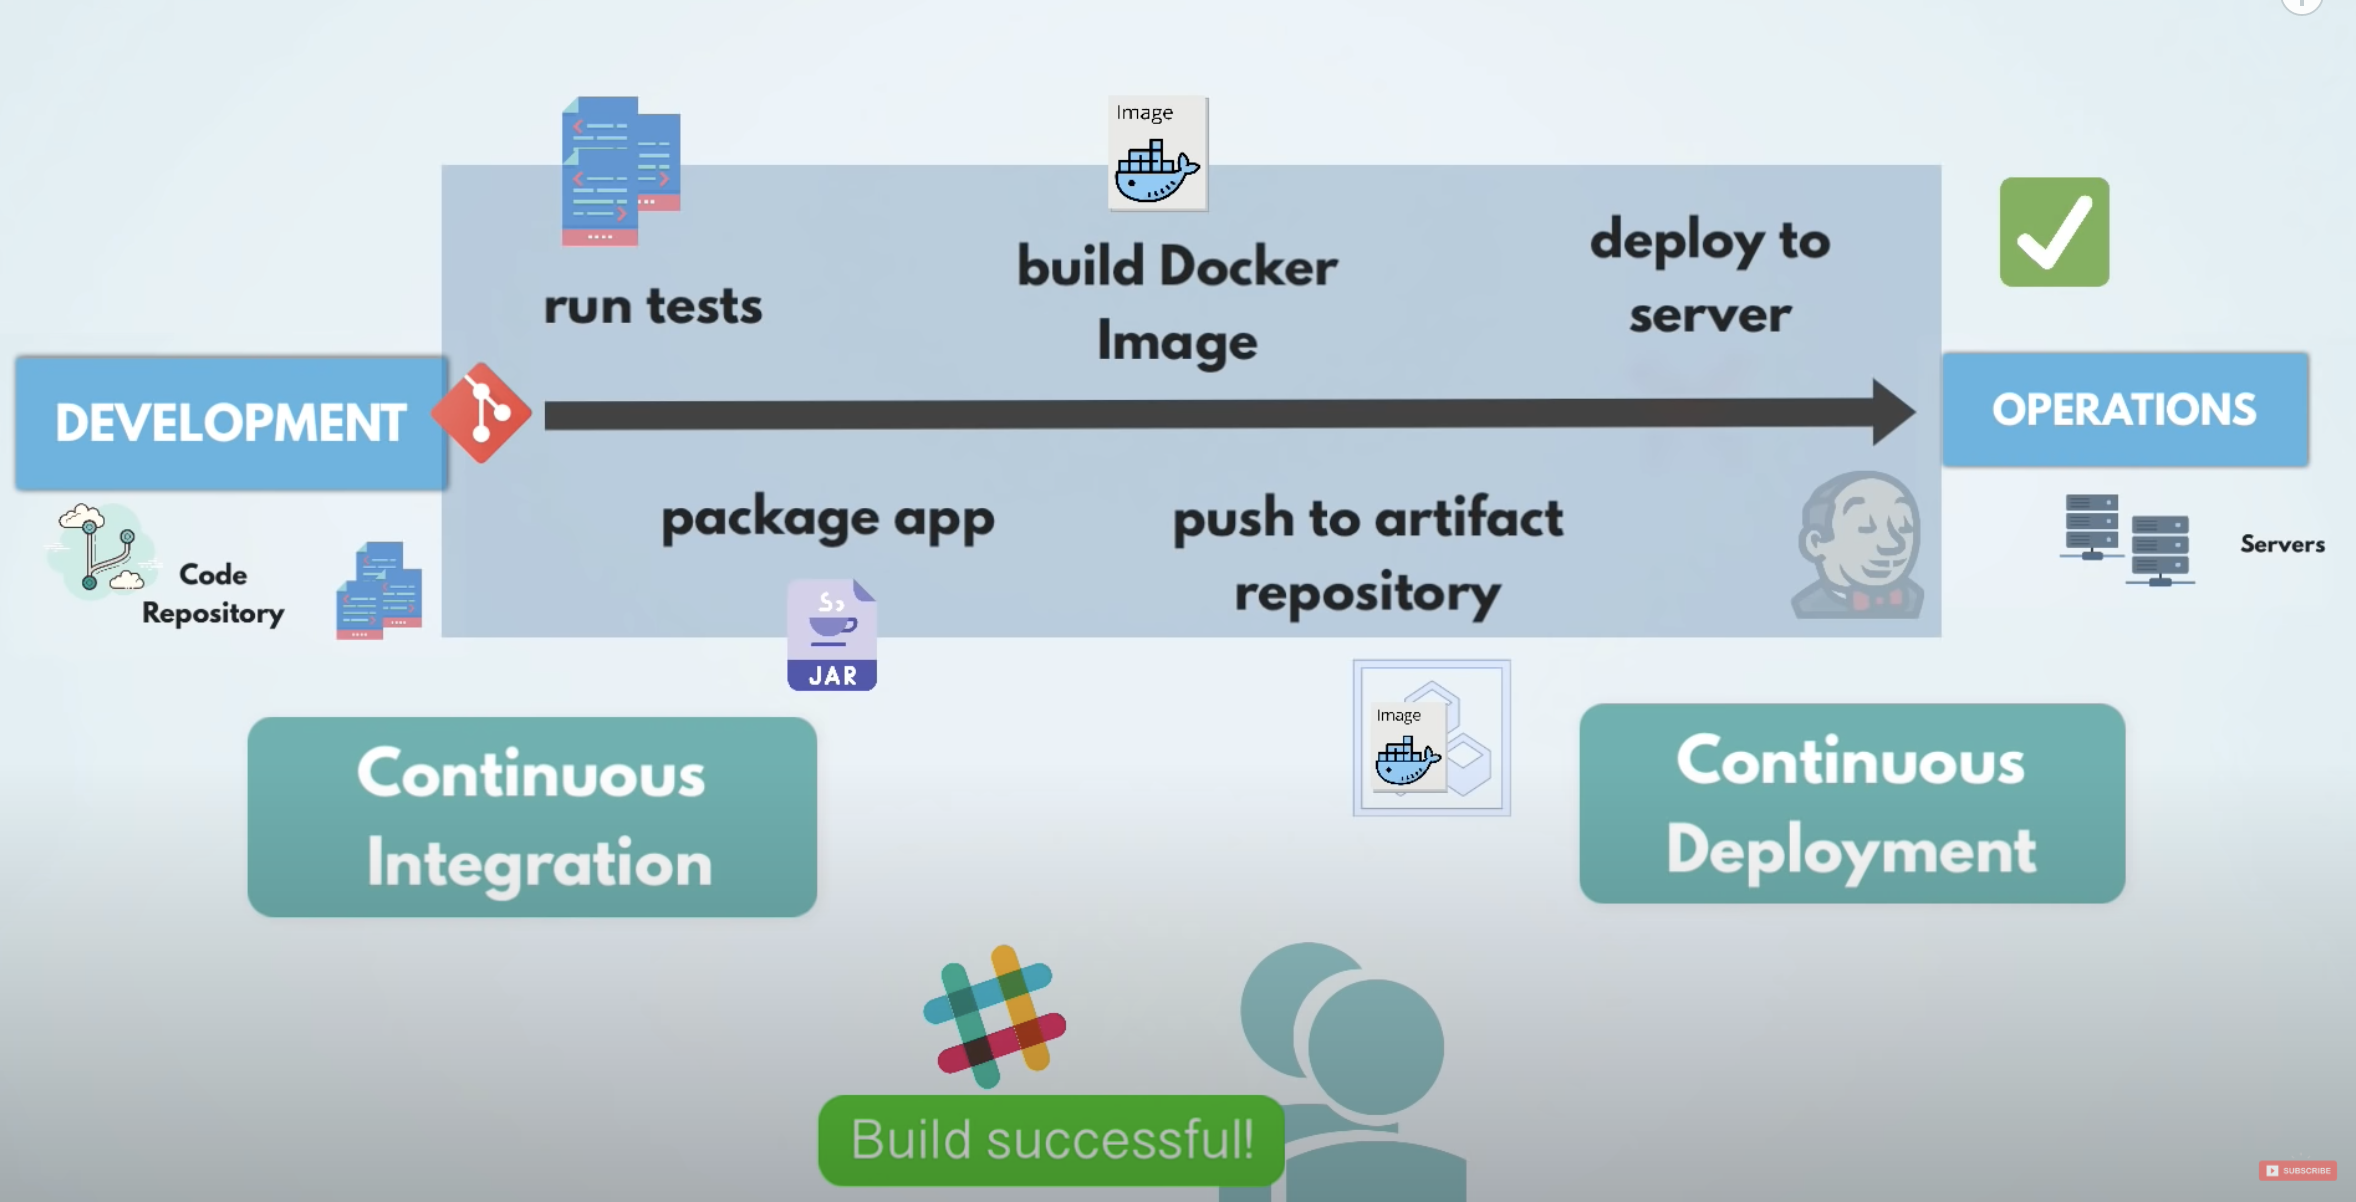 Image
run tests
build Docker
Image
deploy to
server
DEVELOPMENT
OPERATIONS
package app
push to artifact
repository
Code
Repository
Servers
JAR
Image
Continuous
Integration
Continuous
Deployment
Build successful!
SUBSCRIBE